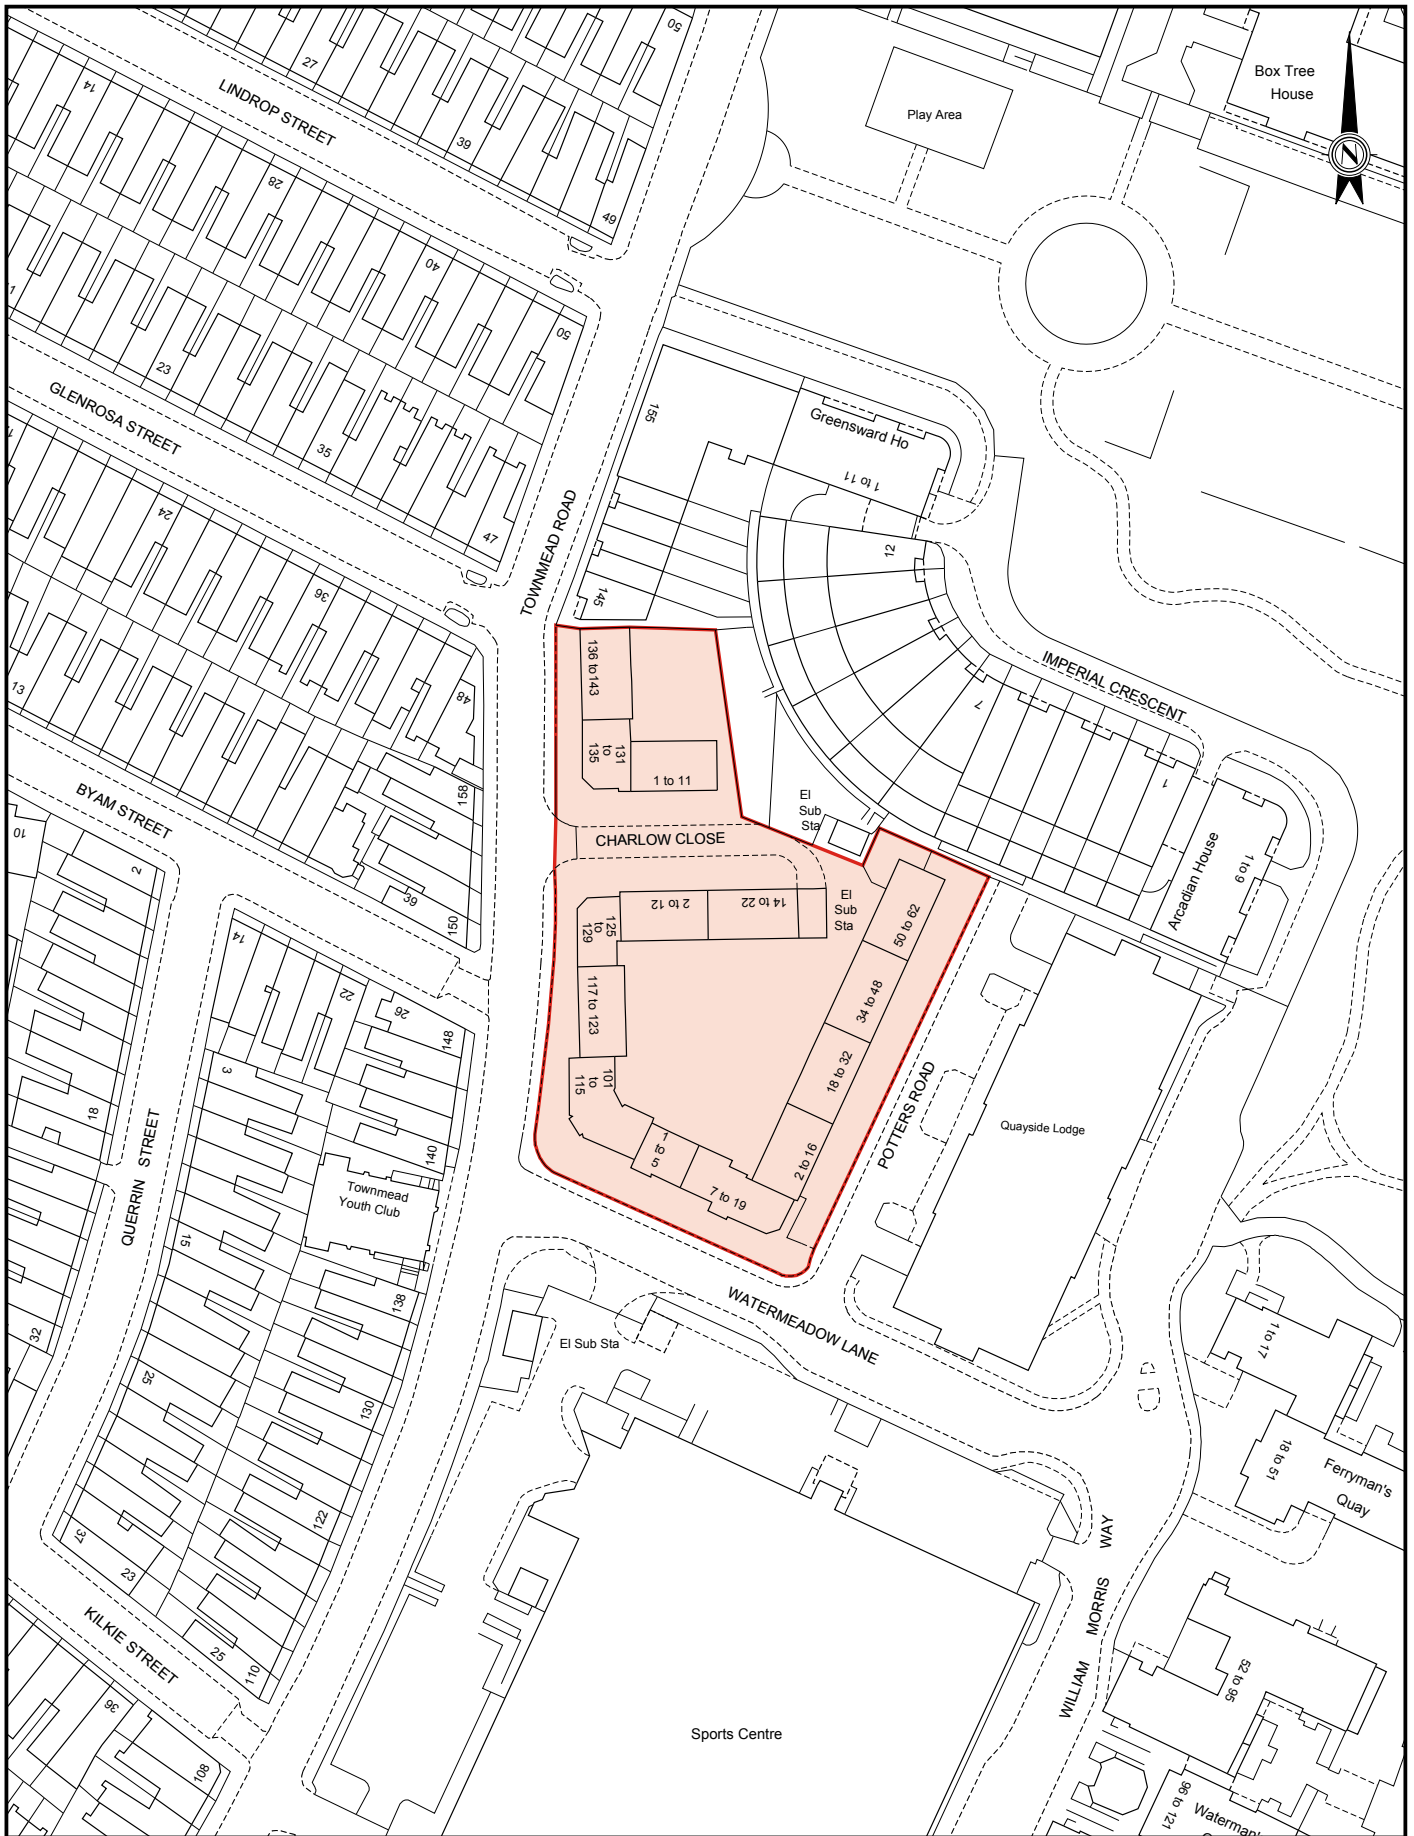 50
27
Box Tree
House
14
LINDROP STREET
Play Area
39
N
28
49
40
50
23
GLENROSA STREET
155
Greensward Ho
35
1 to 11
24
47
TOWNMEAD ROAD
12
36
145
136 to143
IMPERIAL CRESCENT
13
48
7
131
to
135
1 to 11
1
BYAM STREET
158
El
Sub
Sta
10
CHARLOW CLOSE
2
Arcadian House
1 to 9
39
150
2 to 12
14 to 22
El
Sub
Sta
50 to 62
125
to
129
14
22
26
34 to 48
117 to 123
148
3
18 to 32
101
to
115
POTTERS ROAD
18
Quayside Lodge
140
1
to
5
2 to 16
QUERRIN STREET
Townmead
Youth Club
7 to 19
15
138
WATERMEADOW LANE
32
El Sub Sta
1 to 17
25
130
18 to 51
Ferryman's
Quay
122
37
WILLIAM MORRIS WAY
23
KILKIE STREET
25
110
52 to 95
36
Sports Centre
108
96 to 121